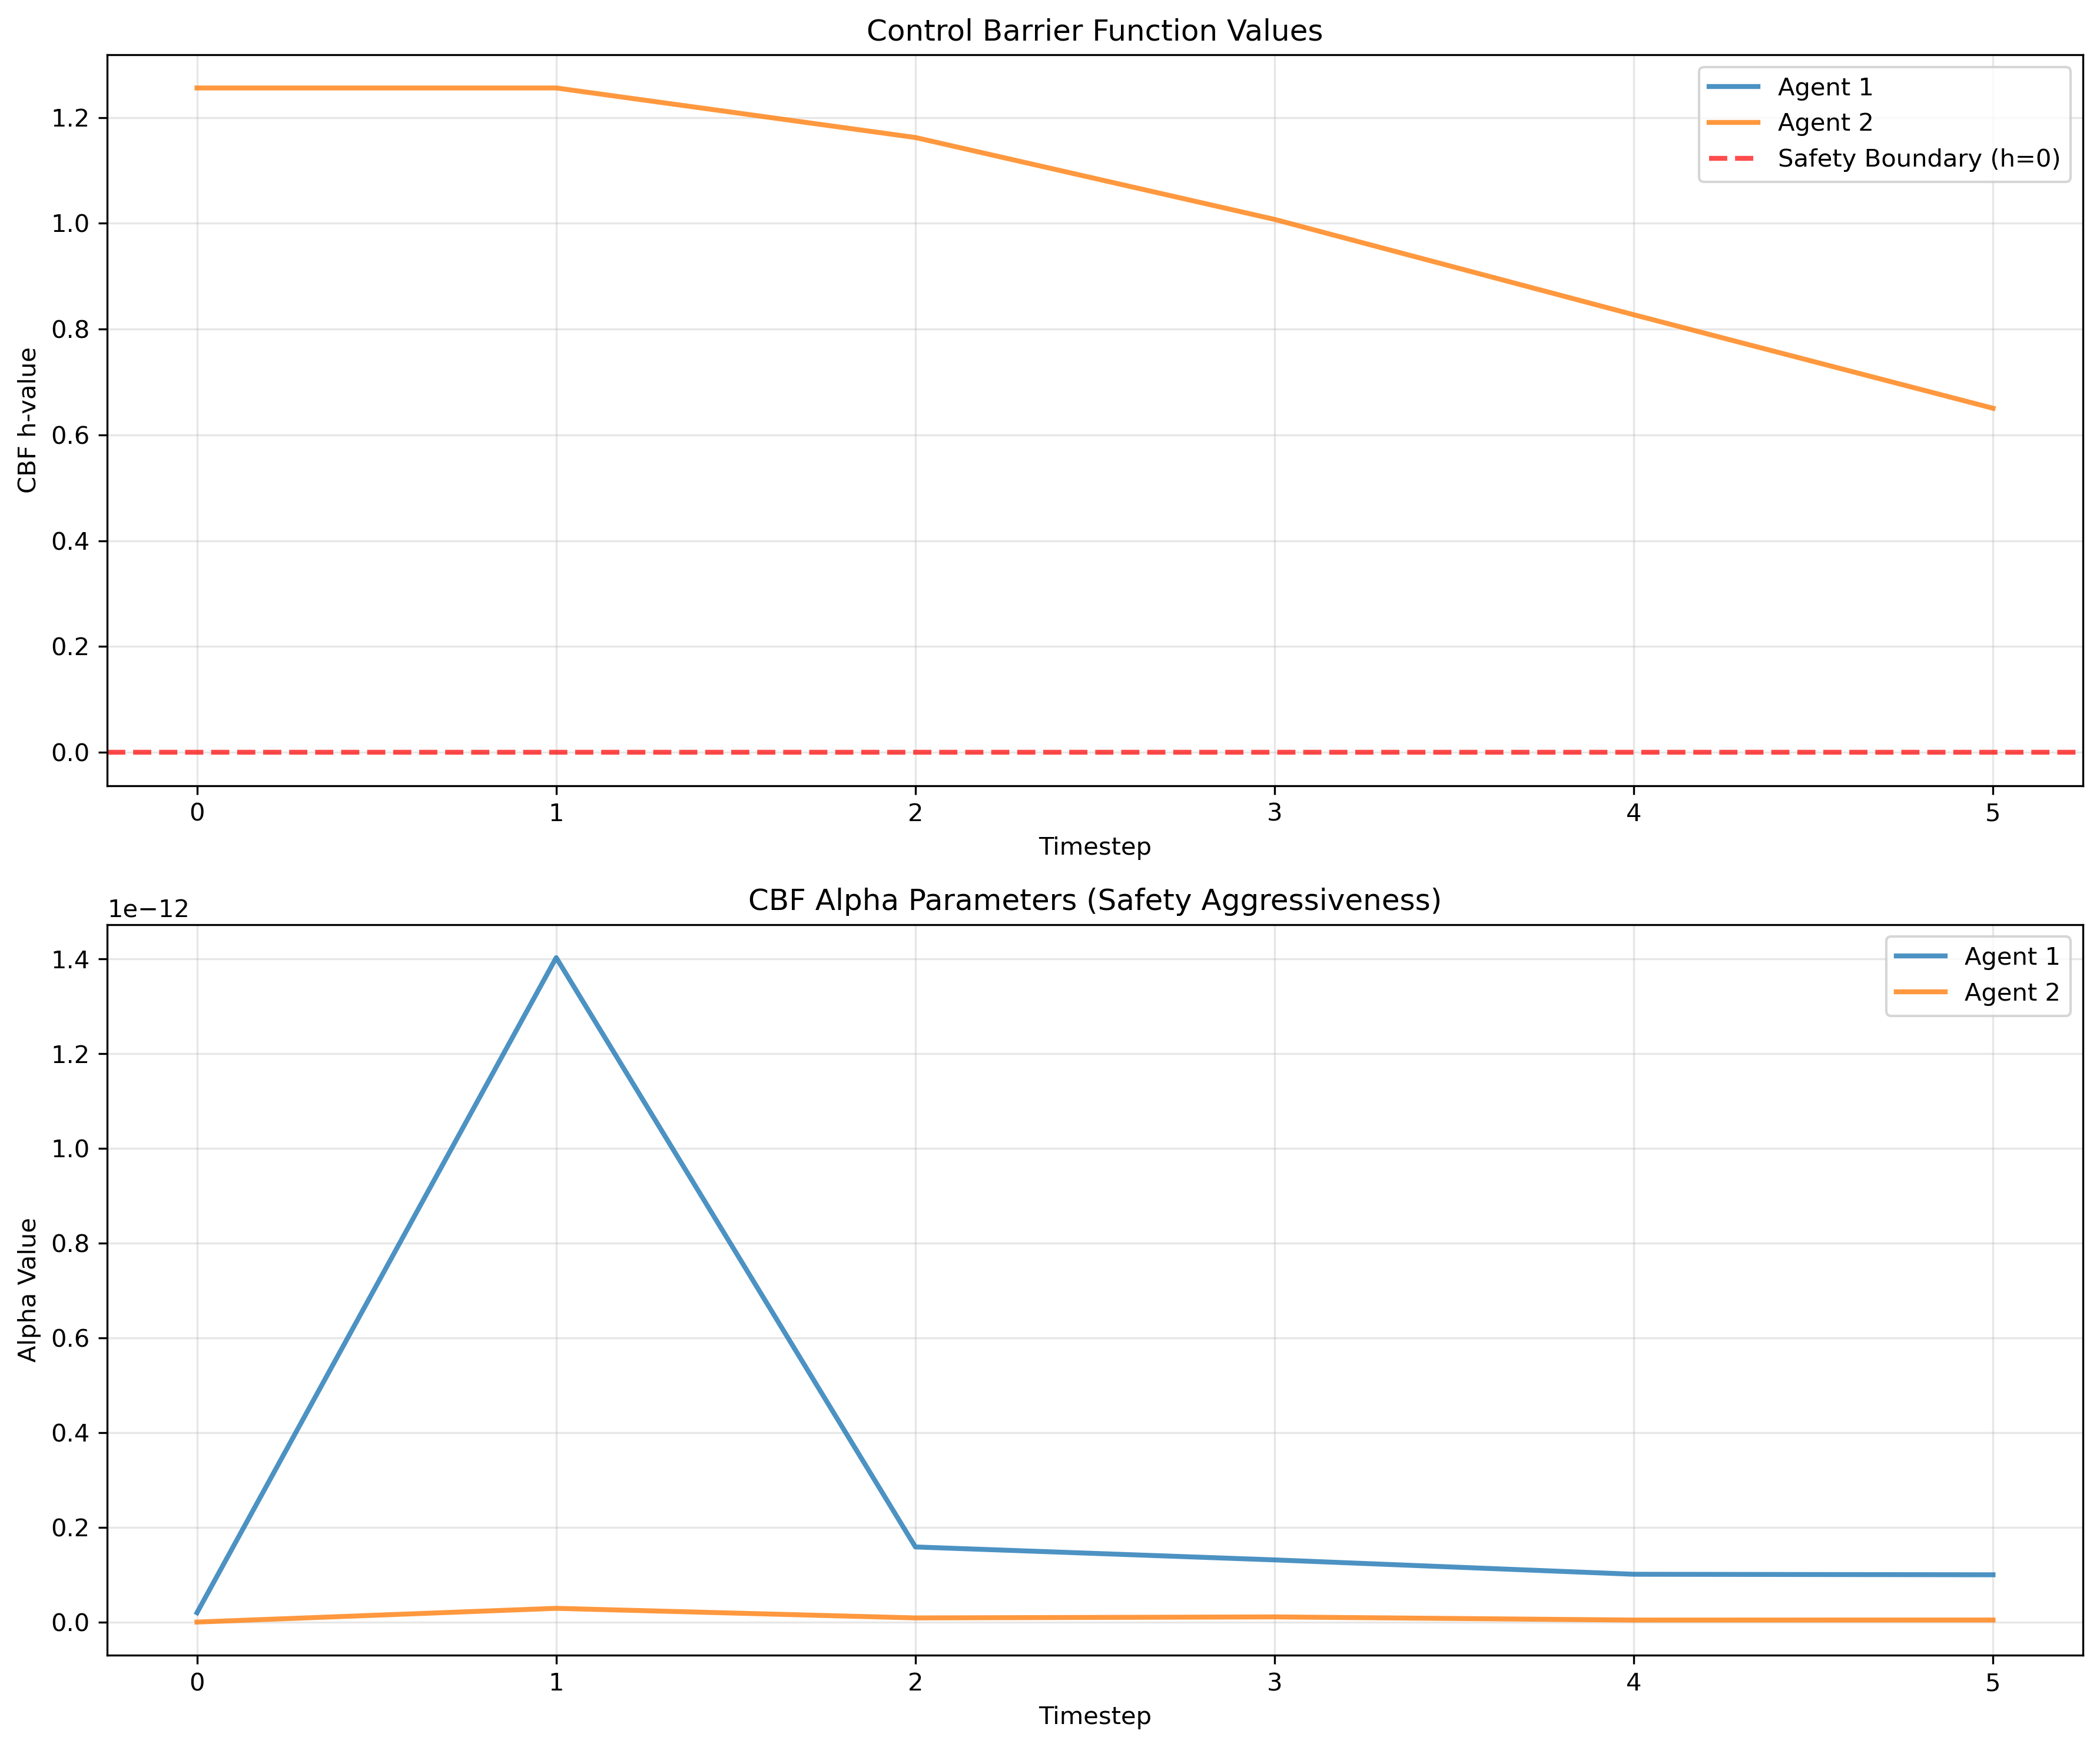 Control Barrier Function Values
Agent 1
Agent 2
Safety Boundary (h=0)
CBF h-value
1.2
1.0
0.8
0.6
0.4
0.2
0.0
0 1 2 3 4 5
Timestep
CBF Alpha Parameters (Safety Aggressiveness)
1e−12
Agent 1
Agent 2
Alpha Value
1.4
1.2
1.0
0.8
0.6
0.4
0.2
0.0
0 1 2 3 4 5
Timestep